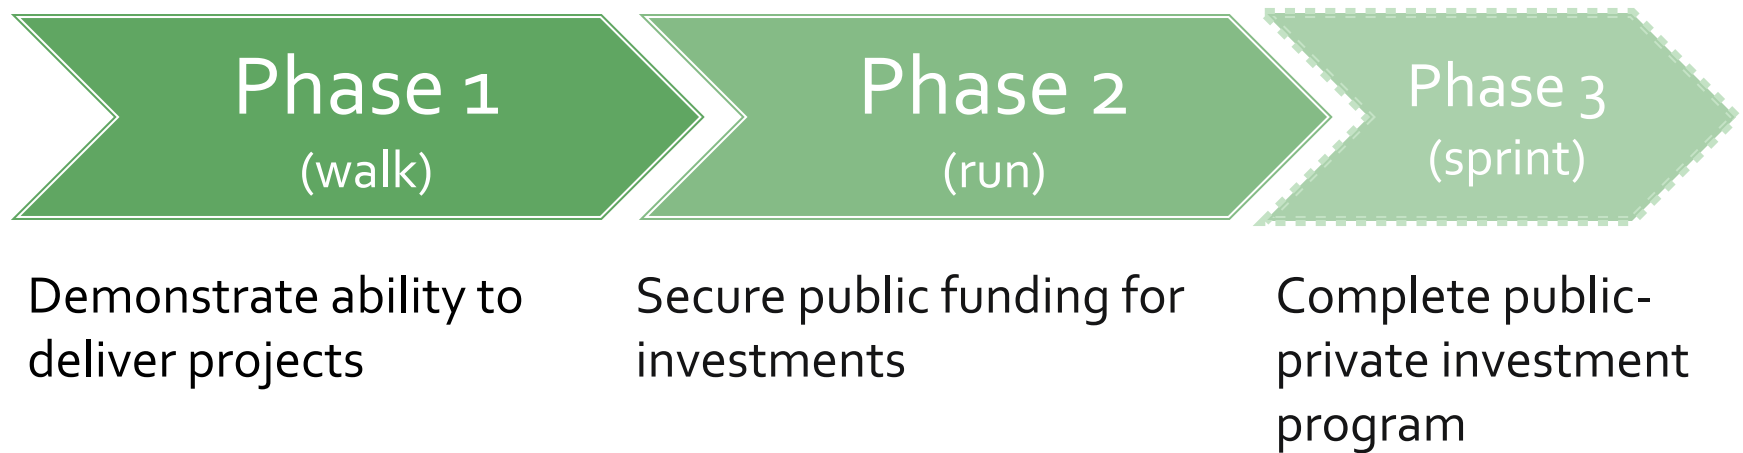 Phase 1
(walk)
Phase 2
(run)
Phase 3
(sprint)
Demonstrate ability to
deliver projects
Secure public funding for
investments
Complete public-
private investment
program